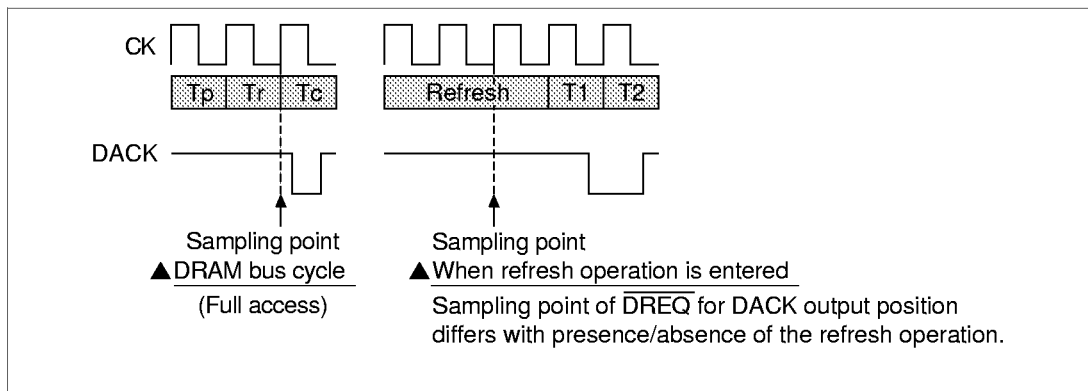 CK
Tp Tr Tc
Refresh T1 T2
DACK
Sampling point
▲DRAM bus cycle
(Full access)
Sampling point
▲When refresh operation is entered
Sampling point of DREQ for DACK output position
differs with presence/absence of the refresh operation.